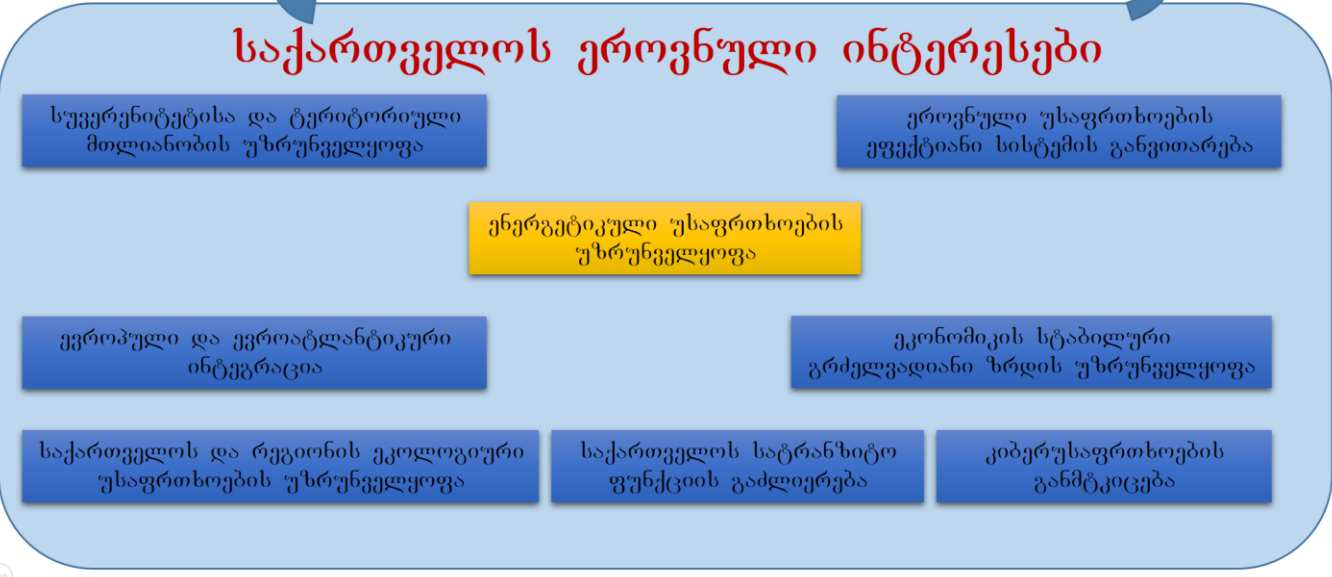 საქართველოს ეროვნული ინტერესები
სუვერენიტეტისა და ტერიტორიული
მთლიანობის უზრუნველყოფა
ეროვნული უსაფრთხოების
ეფექტიანი სისტემის განვითარება
ენერგეტიკული უსაფრთხოების
უზრუნველყოფა
ევროპული და ევროატლანტიკური
ინტეგრაცია
ეკონომიკის სტაბილური
გრძელვადიანი ზრდის უზრუნველყოფა
საქართველოს და რეგიონის ეკოლოგიური
უსაფრთხოების უზრუნველყოფა
საქართველოს სატრანზიტო
ფუნქციის გაძლიერება
კიბერუსაფრთხოების
განმტკიცება